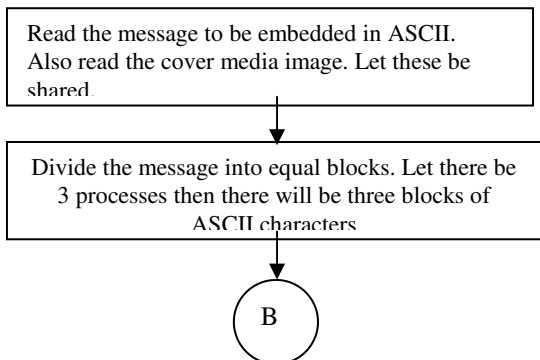 Read the message to be embedded in ASCII.
Also read the cover media image. Let these be
shared.
Divide the message into equal blocks. Let there be
3 processes then there will be three blocks of
ASCII characters
B